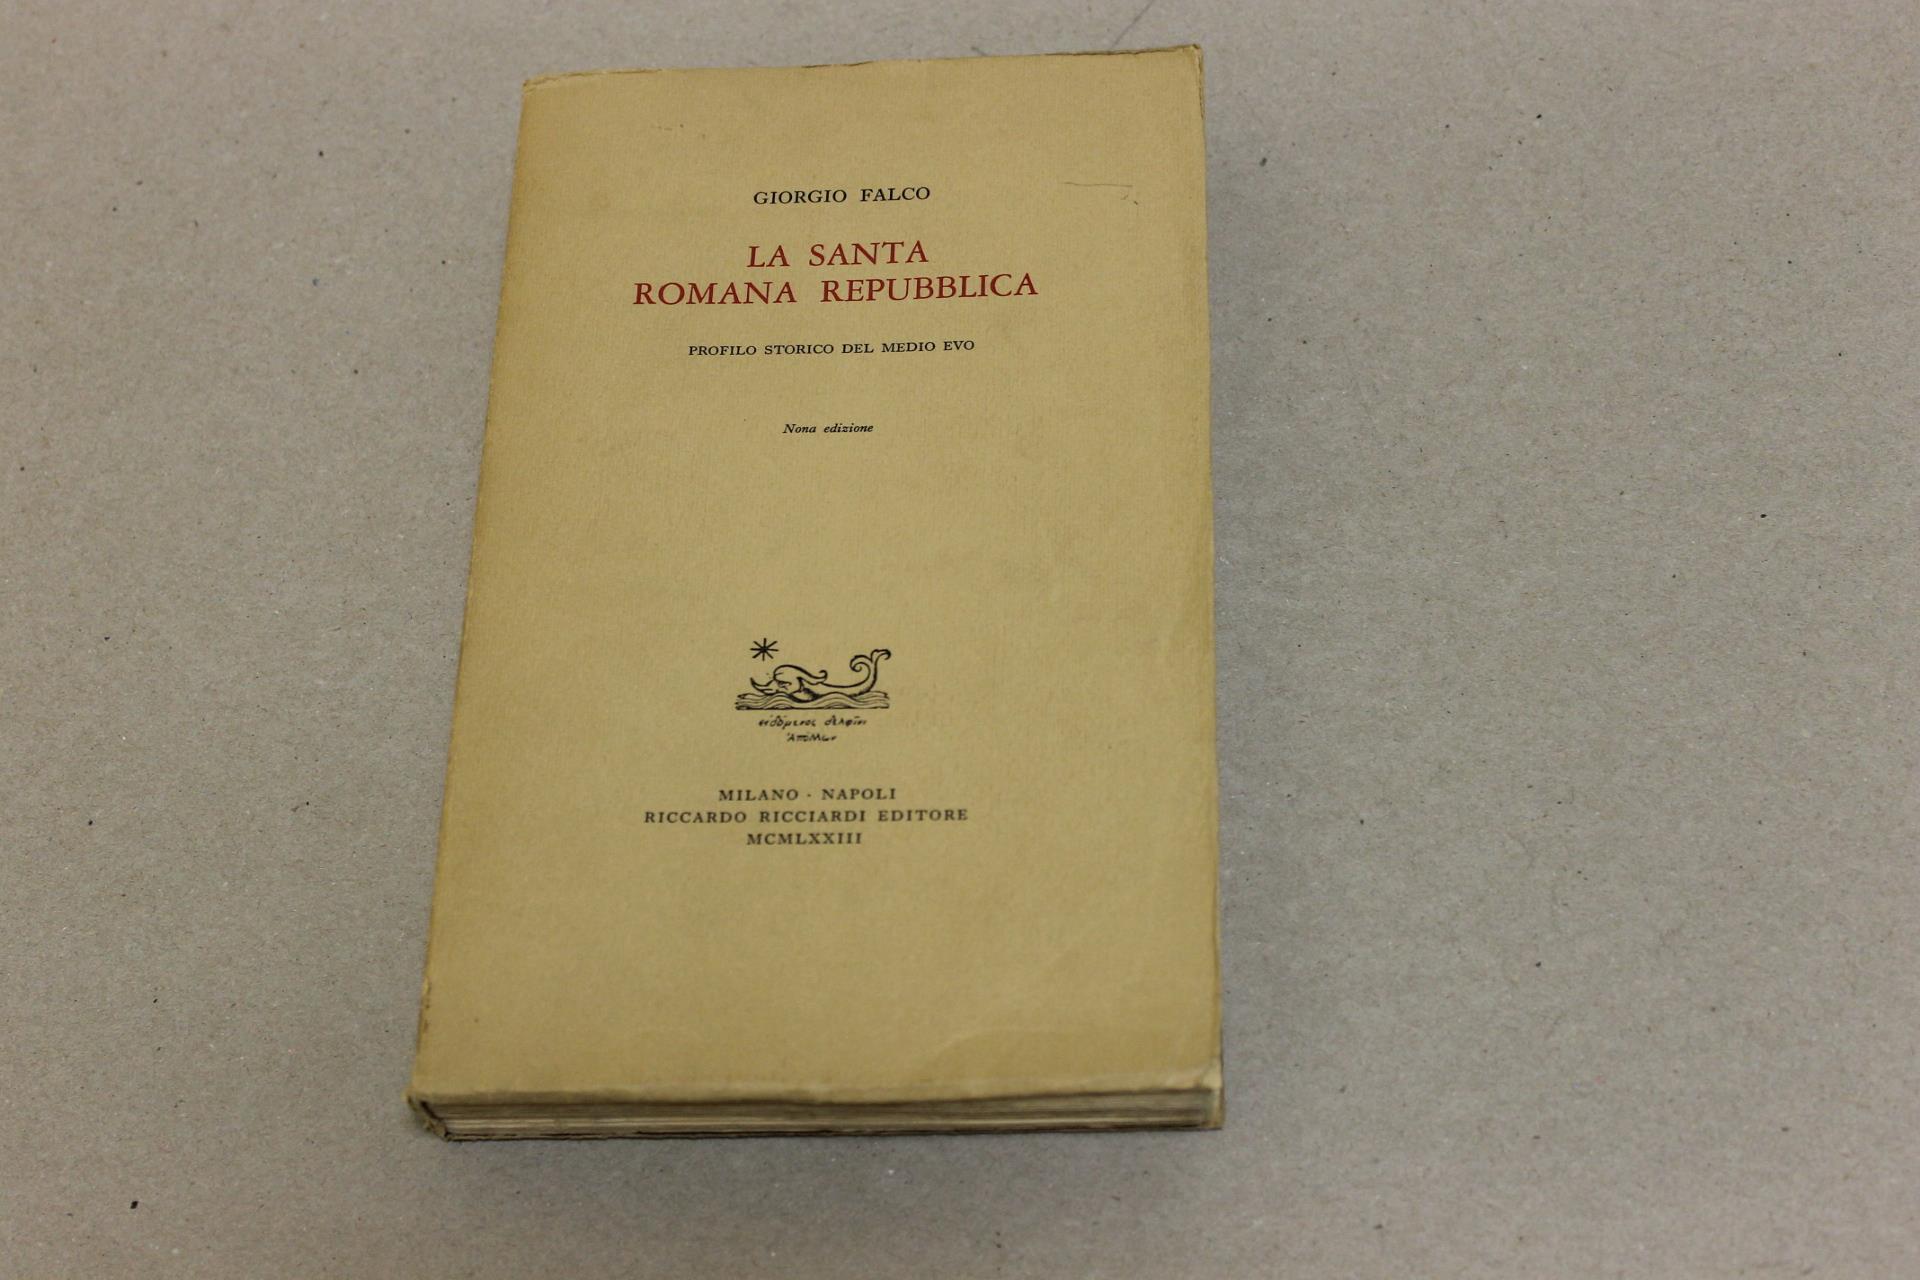 GIORGIO FALCO
LA SANTA
ROMANA REPUBBLICA
PROFILO STORICO DEL MEDIO EVO
Nona edizione
MILANO · NAPOLI
RICCARDO RICCIARDI EDITORE
MCMLXXIII